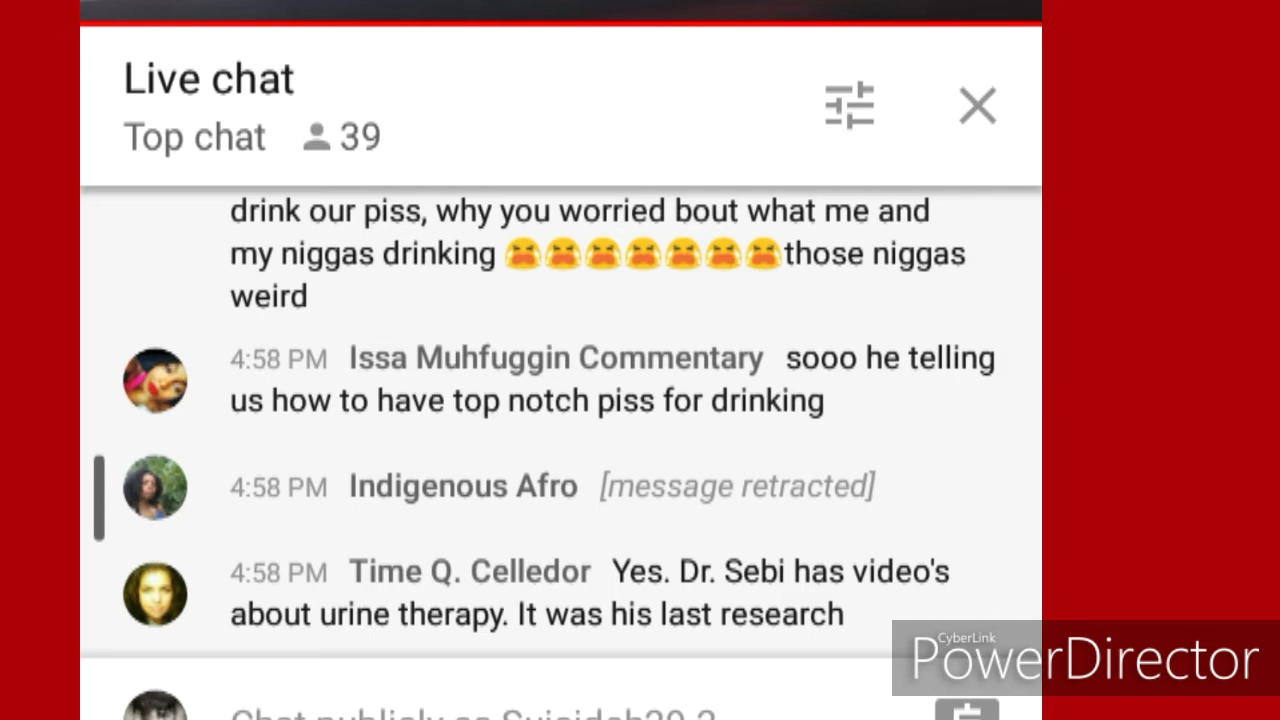 Live chat
Top chat 39
drink our piss, why you worried bout what me and
my niggas drinking 😫😫😫😫😫😫😫those niggas
weird
4:58 PM Issa Muhfuggin Commentary sooo he telling
us how to have top notch piss for drinking
4:58 PM Indigenous Afro [message retracted]
4:58 PM Time Q. Celledor Yes. Dr. Sebi has video's
about urine therapy. It was his last research
CyberLink
PowerDirector
Chat publicly as